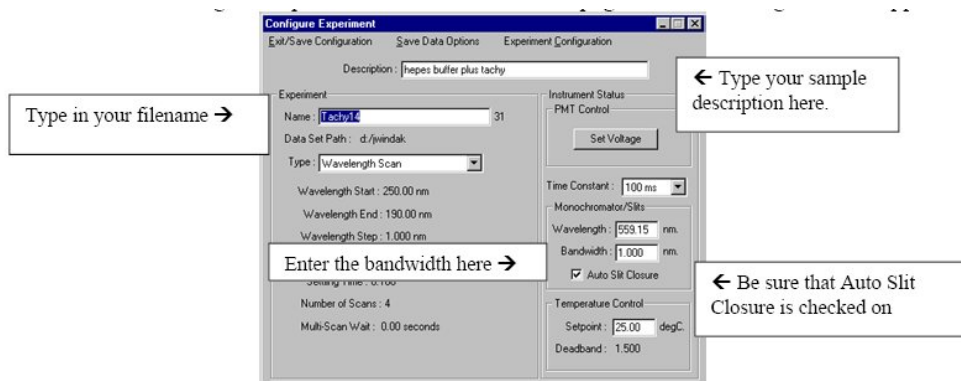 Configure Experiment
Exit/Save Configuration Save Data Options Experiment Configuration
Description : hepes buffer plus tachy
← Type your sample
description here.
Type in your filename →
Experiment
Name : Tachy14 31
Data Set Path : d:/jwindak
Type : Wavelength Scan
Wavelength Start : 250.00 nm
Wavelength End : 190.00 nm
Wavelength Step : 1.000 nm
Enter the bandwidth here →
Number of Scans : 4
Multi-Scan Wait : 0.00 seconds
Instrument Status
PMT Control
Set Voltage
Time Constant : 100 ms
Monochromator/Slits
Wavelength : 559.15 nm.
Bandwidth : 1.000 nm.
Auto Slit Closure
← Be sure that Auto Slit
Closure is checked on
Temperature Control
Setpoint : 25.00 degC.
Deadband : 1.500